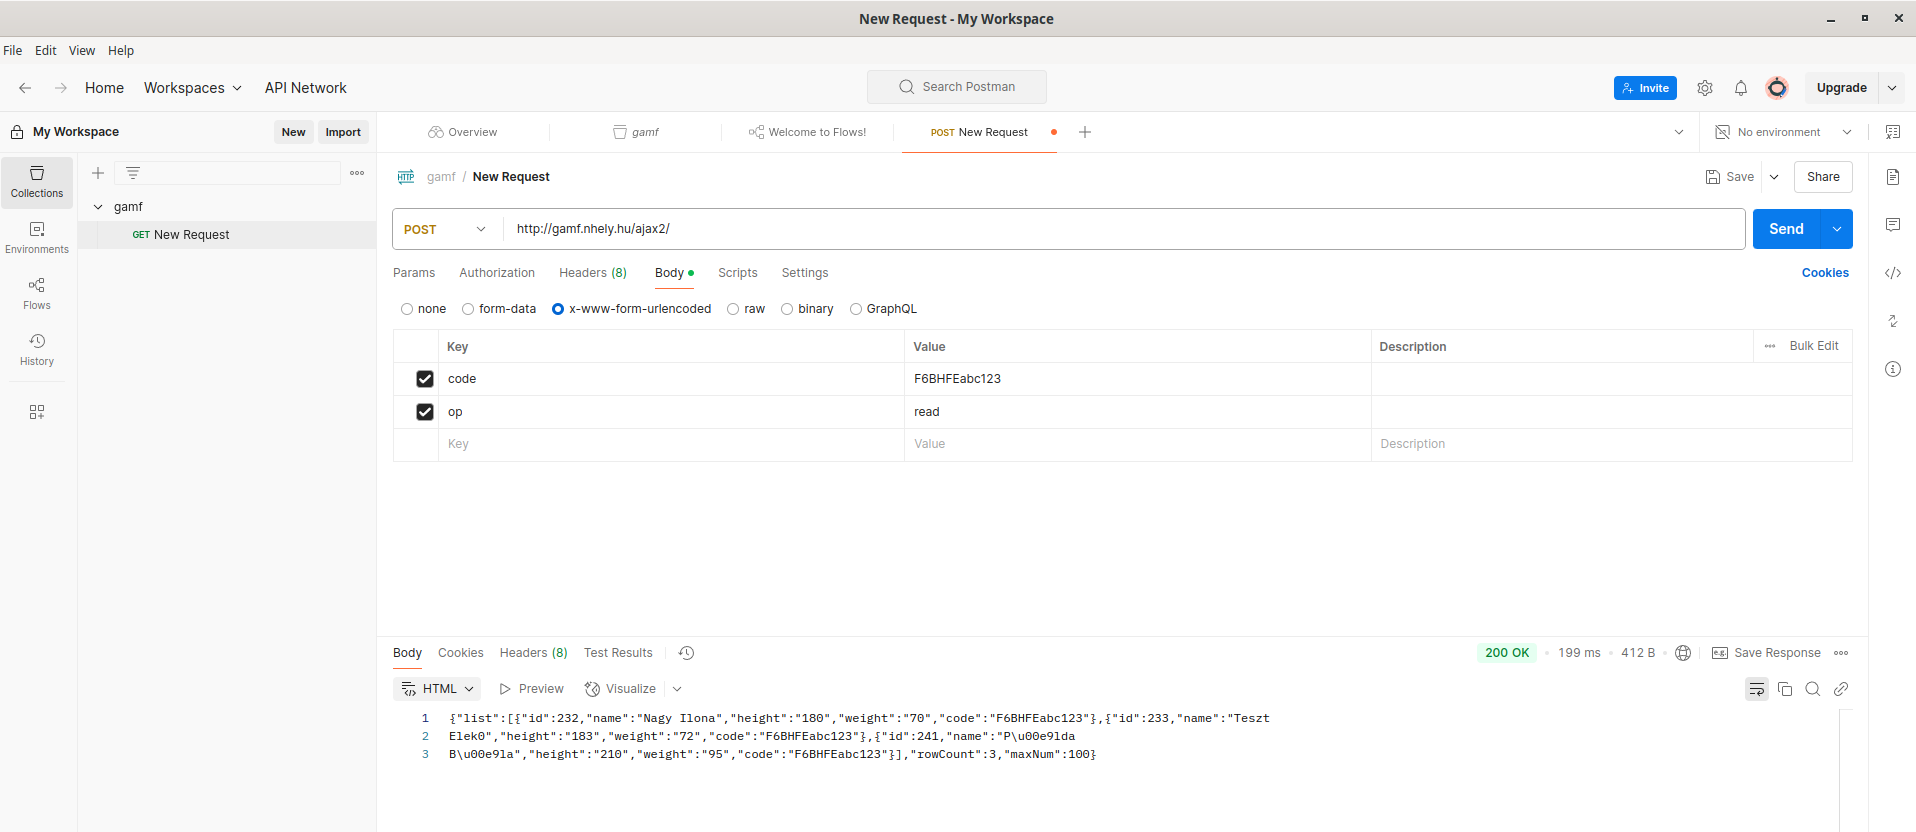 New Request - My Workspace
File Edit View Help
Home Workspaces API Network Search Postman Invite Upgrade
My Workspace New Import Overview gamf Welcome to Flows! POST New Request No environment
Collections
Environments
Flows
History
gamf
GET New Request
HTTP gamf / New Request Save Share
POST http://gamf.nhely.hu/ajax2/ Send
Params Authorization Headers (8) Body Scripts Settings Cookies
none form-data x-www-form-urlencoded raw binary GraphQL
Key Value Description Bulk Edit
code F6BHFEabc123
op read
Key Value Description
Body Cookies Headers (8) Test Results 200 OK 199 ms 412 B e.g. Save Response
HTML Preview Visualize
1 {"list":[{"id":232,"name":"Nagy Ilona","height":"180","weight":"70","code":"F6BHFEabc123"},{"id":233,"name":"Teszt
2 Elek0","height":"183","weight":"72","code":"F6BHFEabc123"},{"id":241,"name":"P\u00e9lda
3 B\u00e9la","height":"210","weight":"95","code":"F6BHFEabc123"}],"rowCount":3,"maxNum":100}